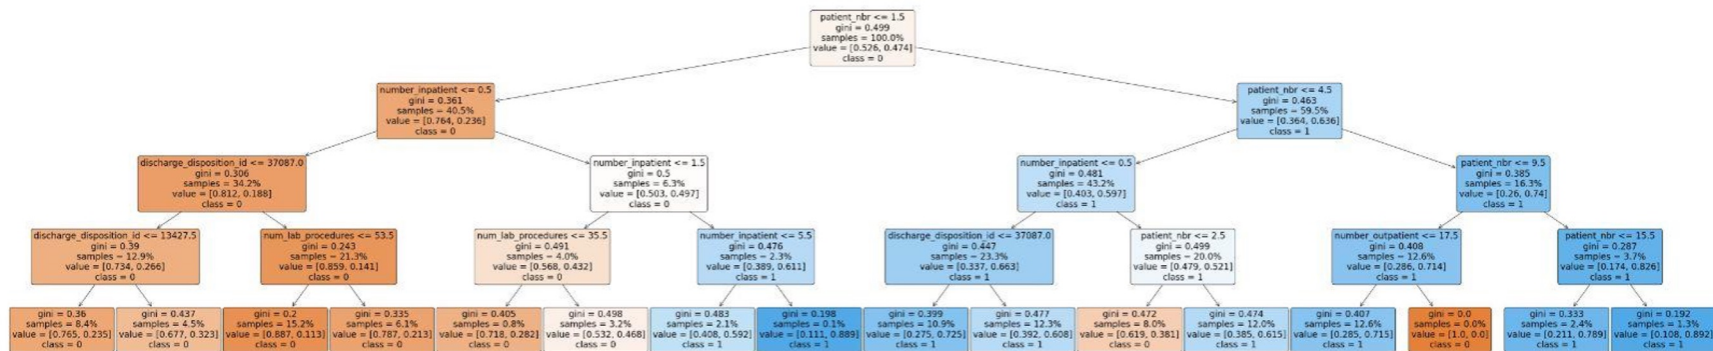 patient_nbr <= 1.5
gini = 0.499
samples = 100.0%
value = [0.526, 0.474]
class = 0
number_inpatient <= 0.5
gini = 0.361
samples = 40.5%
value = [0.764, 0.236]
class = 0
patient_nbr <= 4.5
gini = 0.463
samples = 59.5%
value = [0.364, 0.636]
class = 1
discharge_disposition_id <= 37087.0
gini = 0.306
samples = 34.2%
value = [0.812, 0.188]
class = 0
number_inpatient <= 1.5
gini = 0.5
samples = 6.3%
value = [0.503, 0.497]
class = 0
number_inpatient <= 0.5
gini = 0.481
samples = 43.2%
value = [0.403, 0.597]
class = 1
patient_nbr <= 9.5
gini = 0.385
samples = 16.3%
value = [0.26, 0.74]
class = 1
discharge_disposition_id <= 13427.5
gini = 0.39
samples = 12.9%
value = [0.734, 0.266]
class = 0
num_lab_procedures <= 53.5
gini = 0.243
samples = 21.3%
value = [0.859, 0.141]
class = 0
num_lab_procedures <= 35.5
gini = 0.491
samples = 4.0%
value = [0.568, 0.432]
class = 0
number_inpatient <= 5.5
gini = 0.476
samples = 2.3%
value = [0.389, 0.611]
class = 1
discharge_disposition_id <= 37087.0
gini = 0.447
samples = 23.3%
value = [0.337, 0.663]
class = 1
patient_nbr <= 2.5
gini = 0.499
samples = 20.0%
value = [0.479, 0.521]
class = 1
number_outpatient <= 17.5
gini = 0.408
samples = 12.6%
value = [0.286, 0.714]
class = 1
patient_nbr <= 15.5
gini = 0.287
samples = 3.7%
value = [0.174, 0.826]
class = 1
gini = 0.36
samples = 8.4%
value = [0.765, 0.235]
class = 0
gini = 0.437
samples = 4.5%
value = [0.677, 0.323]
class = 0
gini = 0.2
samples = 15.2%
value = [0.887, 0.113]
class = 0
gini = 0.335
samples = 6.1%
value = [0.787, 0.213]
class = 0
gini = 0.405
samples = 0.8%
value = [0.718, 0.282]
class = 0
gini = 0.498
samples = 3.2%
value = [0.532, 0.468]
class = 0
gini = 0.483
samples = 2.1%
value = [0.408, 0.592]
class = 1
gini = 0.198
samples = 0.1%
value = [0.111, 0.889]
class = 1
gini = 0.399
samples = 10.9%
value = [0.275, 0.725]
class = 1
gini = 0.477
samples = 12.3%
value = [0.392, 0.608]
class = 1
gini = 0.472
samples = 8.0%
value = [0.619, 0.381]
class = 0
gini = 0.474
samples = 12.0%
value = [0.385, 0.615]
class = 1
gini = 0.407
samples = 12.6%
value = [0.285, 0.715]
class = 1
gini = 0.0
samples = 0.0%
value = [1.0, 0.0]
class = 0
gini = 0.333
samples = 2.4%
value = [0.211, 0.789]
class = 1
gini = 0.192
samples = 1.3%
value = [0.108, 0.892]
class = 1